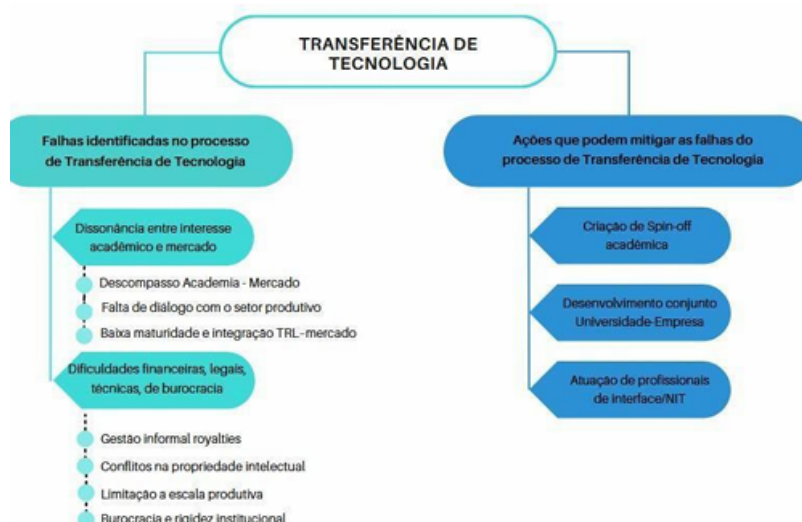 TRANSFERÊNCIA DE
TECNOLOGIA
Falhas identificadas no processo
de Transferência de Tecnologia
Dissonância entre interesse
acadêmico e mercado
Descompasso Academia - Mercado
Falta de diálogo com o setor produtivo
Baixa maturidade e integração TRL-mercado
Dificuldades financeiras, legais,
técnicas, de burocracia
Gestão informal royalties
Conflitos na propriedade intelectual
Limitação a escala produtiva
Burocracia e rigidez institucional
Ações que podem mitigar as falhas do
processo de Transferência de Tecnologia
Criação de Spin-off
acadêmica
Desenvolvimento conjunto
Universidade-Empresa
Atuação de profissionais
de interface/NIT